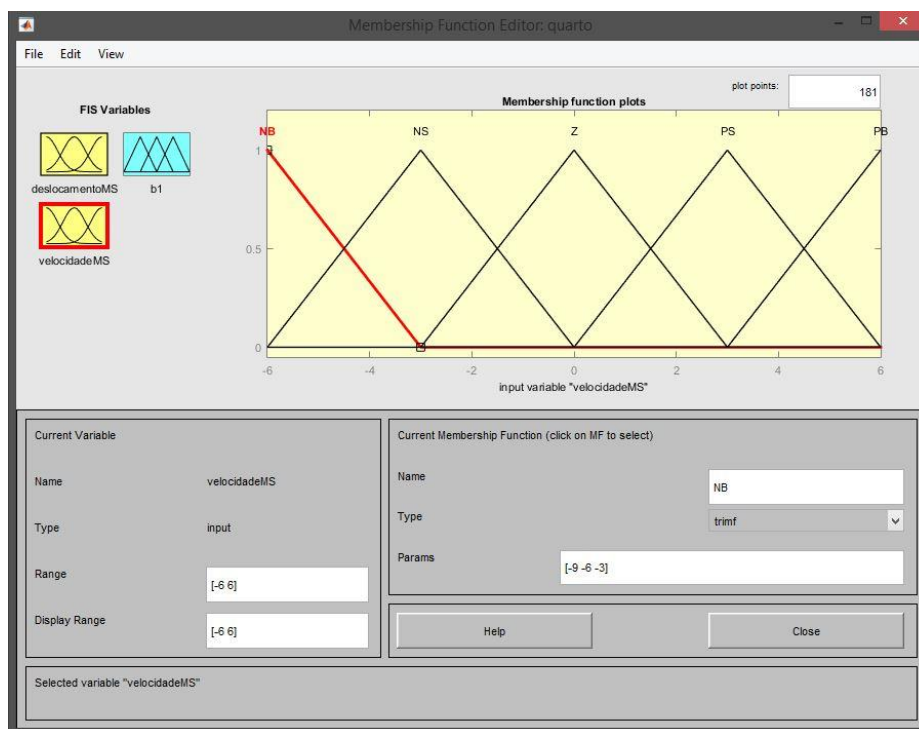 Membership Function Editor: quarto
File Edit View
FIS Variables
deslocamentoMS
b1
velocidadeMS
plot points:
181
Membership function plots
NB NS Z PS PB
1
0.5
0
-6 -4 -2 0 2 4 6
input variable "velocidadeMS"
Current Variable
Name velocidadeMS
Type input
Range [-6 6]
Display Range [-6 6]
Current Membership Function (click on MF to select)
Name NB
Type trimf
Params [-9 -6 -3]
Help Close
Selected variable "velocidadeMS"